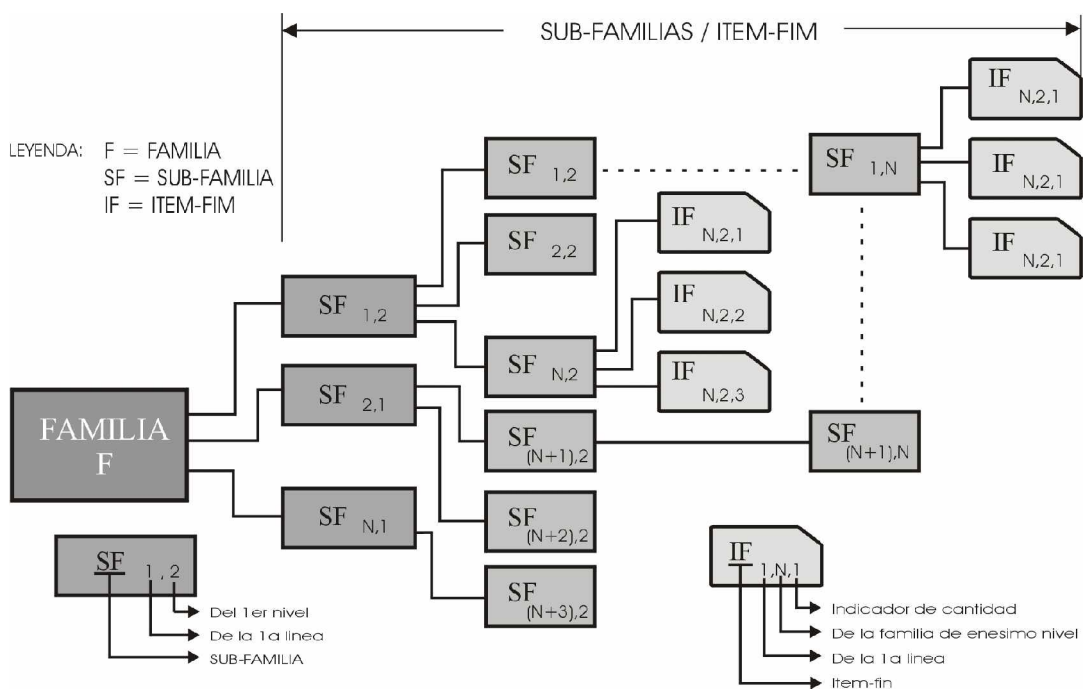 SUB-FAMILIAS / ITEM-FIM
LEYENDA: F = FAMILIA
SF = SUB-FAMILIA
IF = ITEM-FIM
FAMILIA
F
SF 1,2
SF 2,1
SF N,1
SF 1,2
SF 2,2
SF N,2
SF (N+1),2
SF (N+2),2
SF (N+3),2
IF N,2,1
IF N,2,2
IF N,2,3
SF 1,N
SF (N+1),N
IF N,2,1
IF N,2,1
IF N,2,1
SF 1,2
Del 1er nivel
De la 1a linea
SUB-FAMILIA
IF 1,N,1
Indicador de cantidad
De la familia de enesimo nivel
De la 1a linea
Item-fin